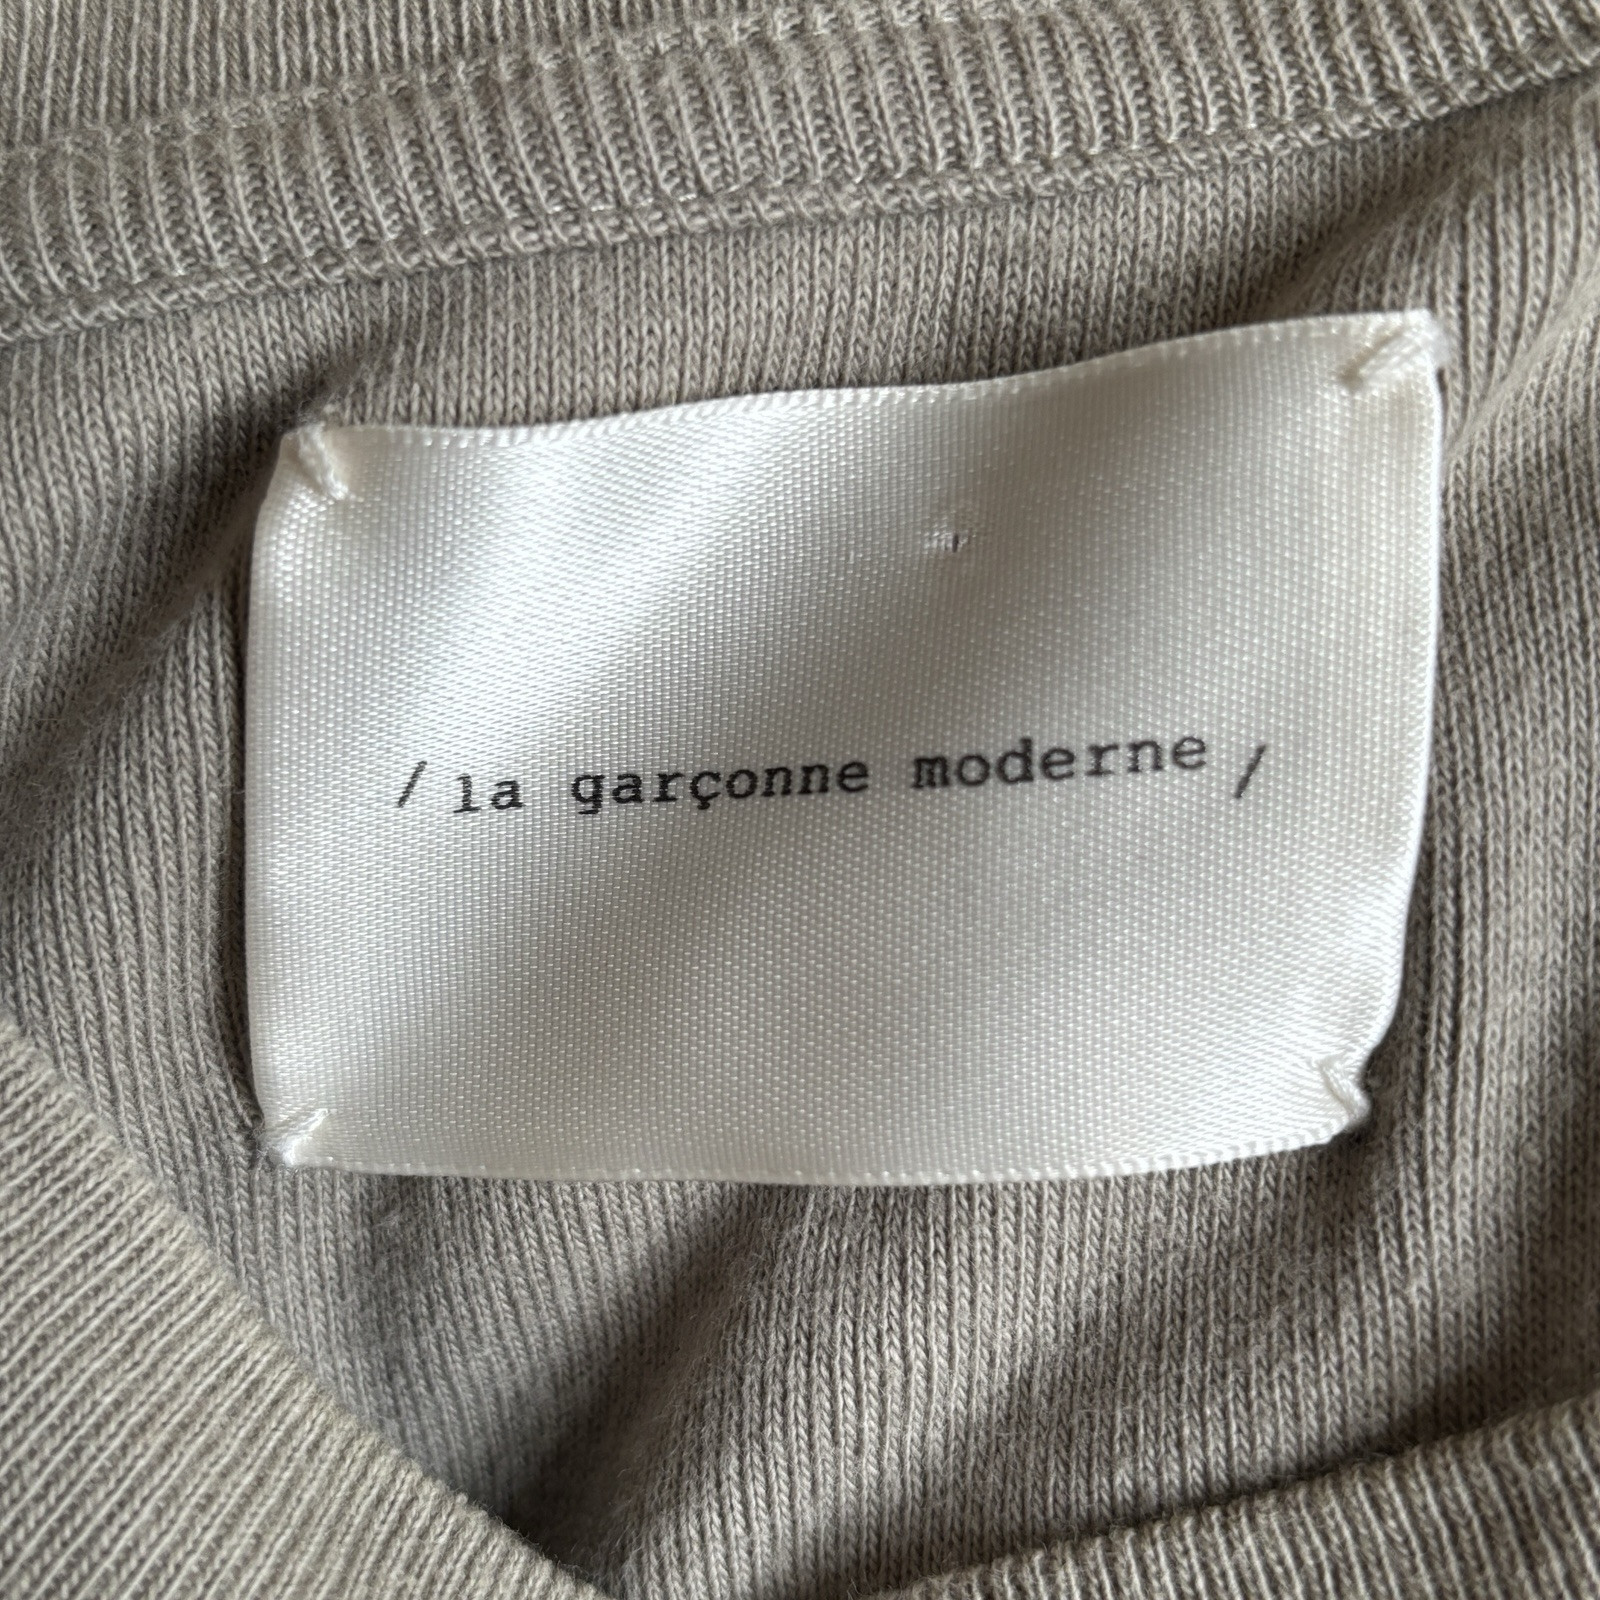 / la garçonne moderne /